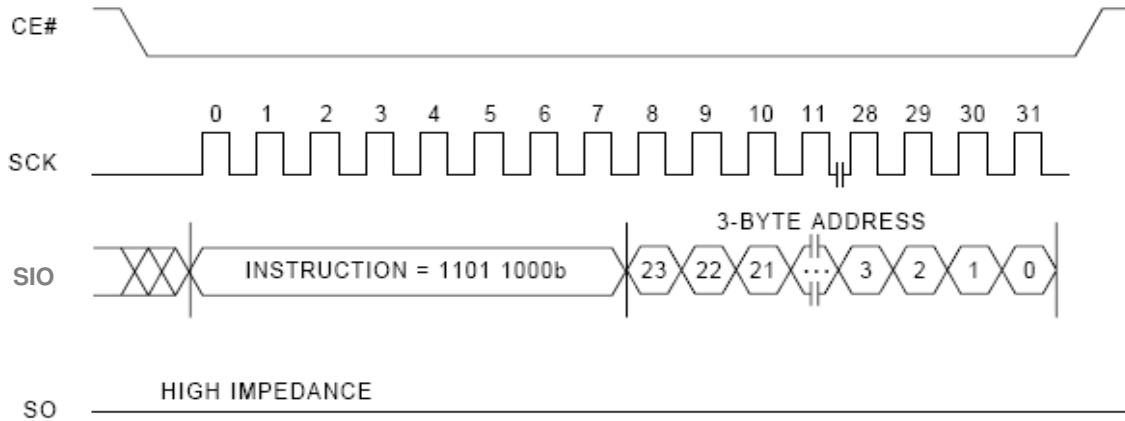 CE#
0 1 2 3 4 5 6 7 8 9 10 11 28 29 30 31
SCK
3-BYTE ADDRESS
SIO INSTRUCTION = 1101 1000b 23 22 21 ... 3 2 1 0
HIGH IMPEDANCE
SO